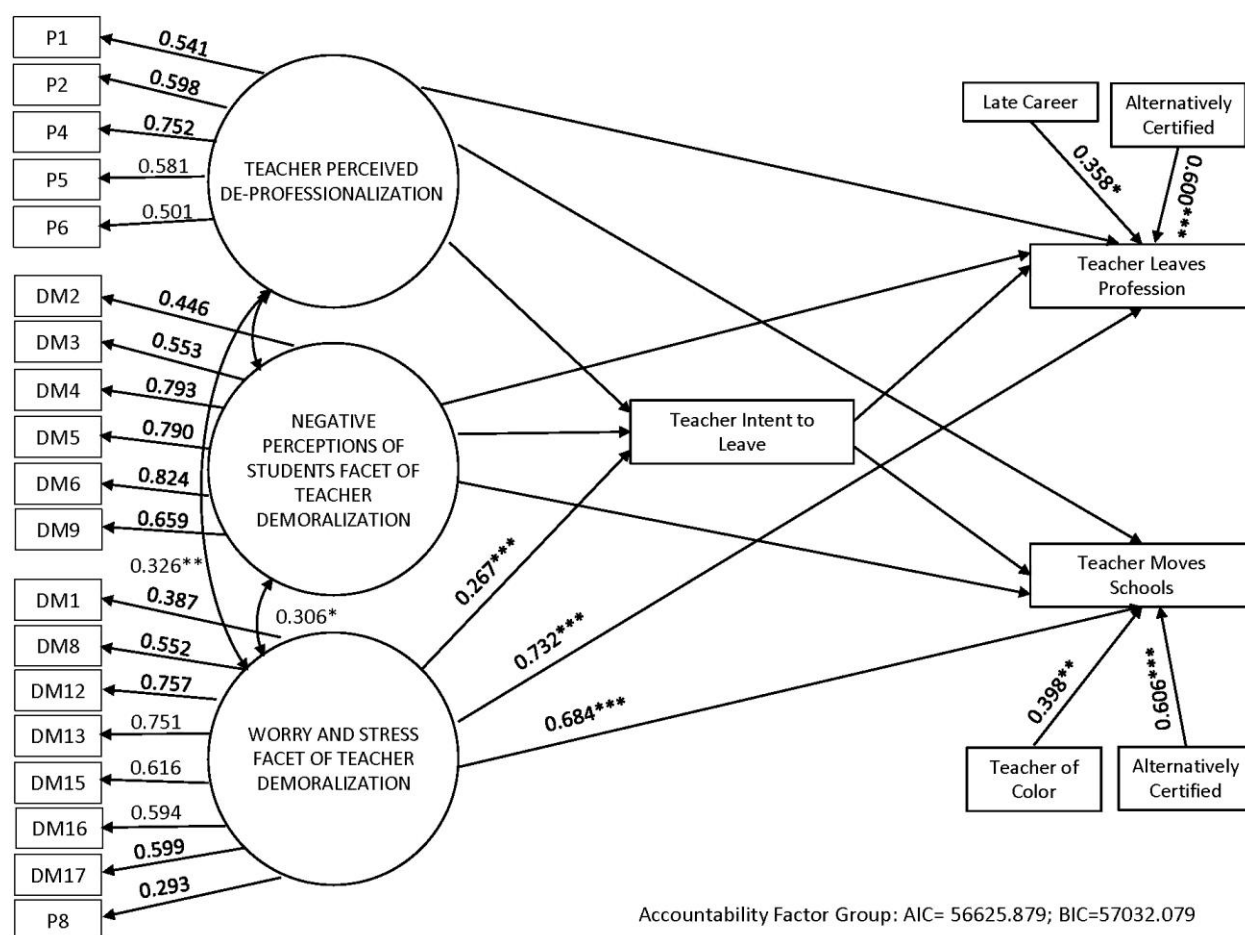 P1
0.541
P2
0.598
P4
0.752
P5
0.581
P6
0.501
TEACHER PERCEIVED
DE-PROFESSIONALIZATION
DM2
0.446
DM3
0.553
DM4
0.793
DM5
0.790
DM6
0.824
DM9
0.659
NEGATIVE
PERCEPTIONS OF
STUDENTS FACET OF
TEACHER
DEMORALIZATION
0.326**
0.306*
DM1
0.387
DM8
0.552
DM12
0.757
DM13
0.751
DM15
0.616
DM16
0.594
DM17
0.599
P8
0.293
WORRY AND STRESS
FACET OF TEACHER
DEMORALIZATION
Teacher Intent to
Leave
0.267***
0.732***
0.684***
Late Career
Alternatively
Certified
0.358*
0.600***
Teacher Leaves
Profession
Teacher Moves
Schools
0.398**
0.606***
Teacher of
Color
Alternatively
Certified
Accountability Factor Group: AIC= 56625.879; BIC=57032.079